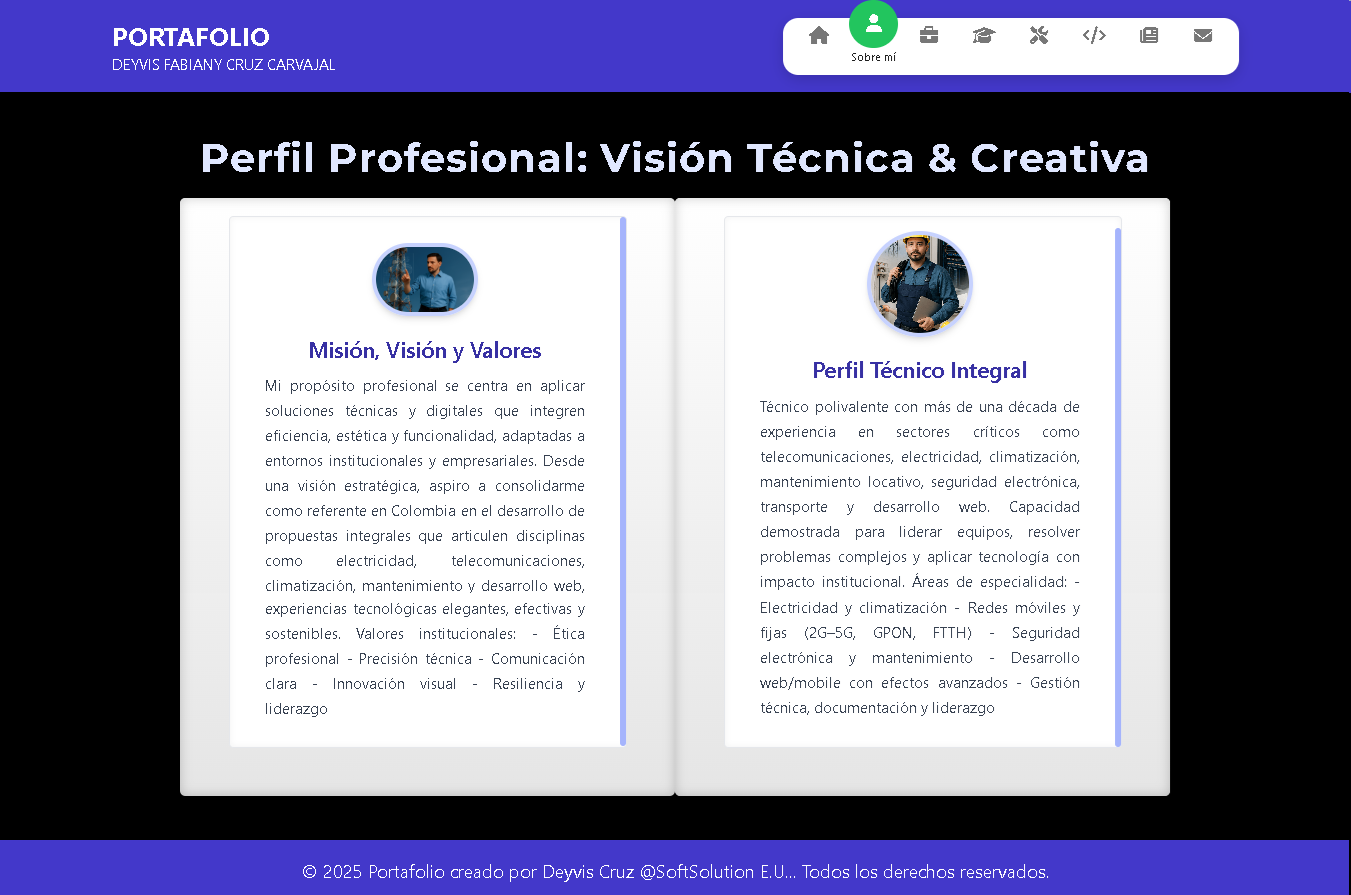 PORTAFOLIO
DEYVIS FABIANY CRUZ CARVAJAL
Sobre mí
Perfil Profesional: Visión Técnica & Creativa
Misión, Visión y Valores
Mi propósito profesional se centra en aplicar
soluciones técnicas y digitales que integren
eficiencia, estética y funcionalidad, adaptadas a
entornos institucionales y empresariales. Desde
una visión estratégica, aspiro a consolidarme
como referente en Colombia en el desarrollo de
propuestas integrales que articulen disciplinas
como electricidad, telecomunicaciones,
climatización, mantenimiento y desarrollo web,
experiencias tecnológicas elegantes, efectivas y
sostenibles. Valores institucionales: - Ética
profesional - Precisión técnica - Comunicación
clara - Innovación visual - Resiliencia y
liderazgo
Perfil Técnico Integral
Técnico polivalente con más de una década de
experiencia en sectores críticos como
telecomunicaciones, electricidad, climatización,
mantenimiento locativo, seguridad electrónica,
transporte y desarrollo web. Capacidad
demostrada para liderar equipos, resolver
problemas complejos y aplicar tecnología con
impacto institucional. Áreas de especialidad: -
Electricidad y climatización - Redes móviles y
fijas (2G–5G, GPON, FTTH) - Seguridad
electrónica y mantenimiento - Desarrollo
web/mobile con efectos avanzados - Gestión
técnica, documentación y liderazgo
© 2025 Portafolio creado por Deyvis Cruz @SoftSolution E.U... Todos los derechos reservados.